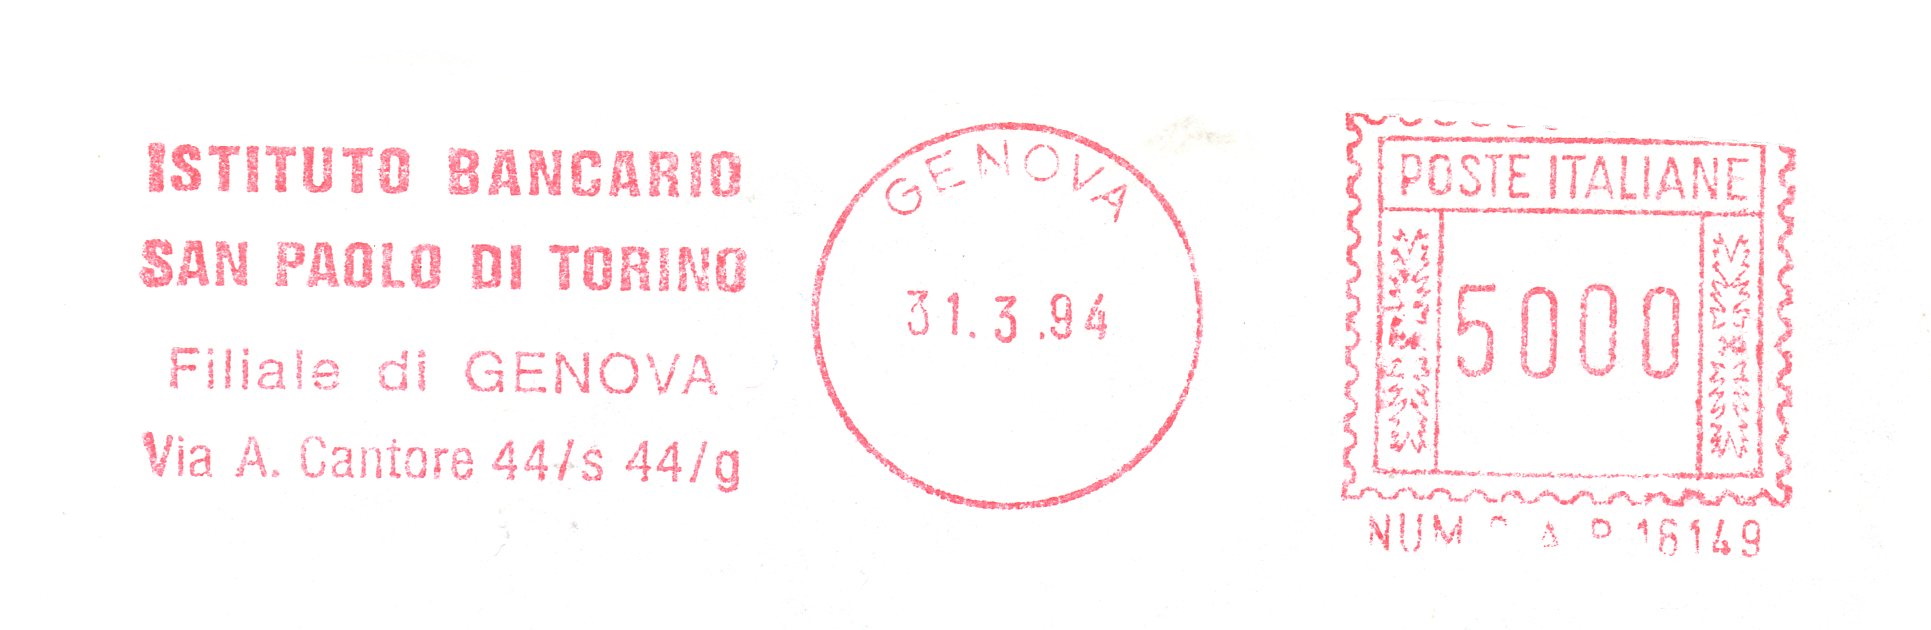 ISTITUTO BANCARIO
SAN PAOLO DI TORINO
Filiale di GENOVA
Via A. Cantore 44/s 44/g
GENOVA
31.3.94
POSTE ITALIANE
5000
NUM 16149